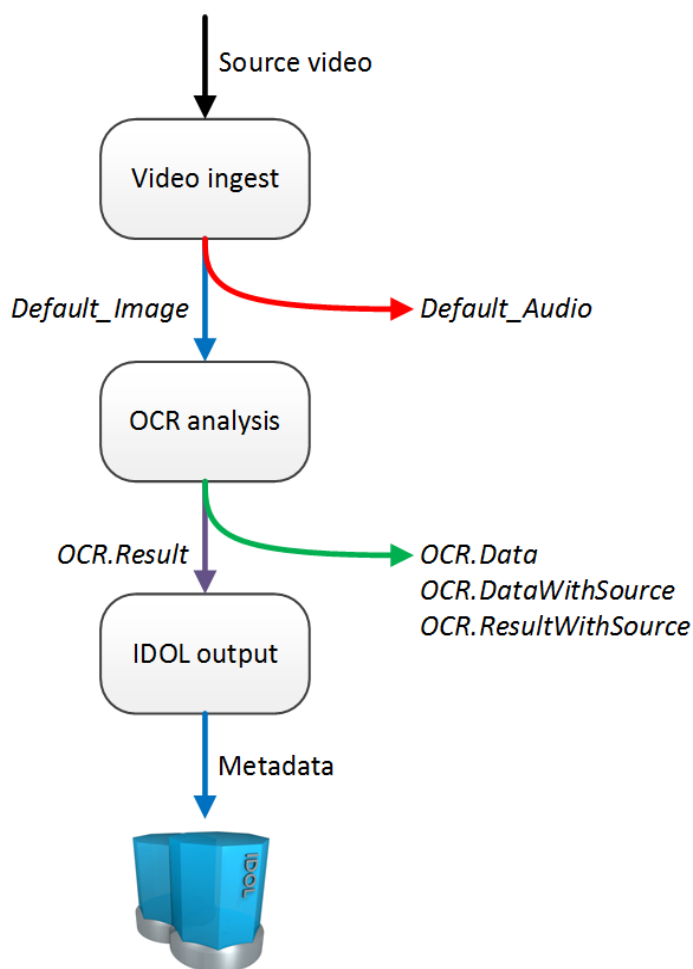 Source video
Video ingest
Default_Image
Default_Audio
OCR analysis
OCR.Result
OCR.Data
OCR.DataWithSource
OCR.ResultWithSource
IDOL output
Metadata
IDOL